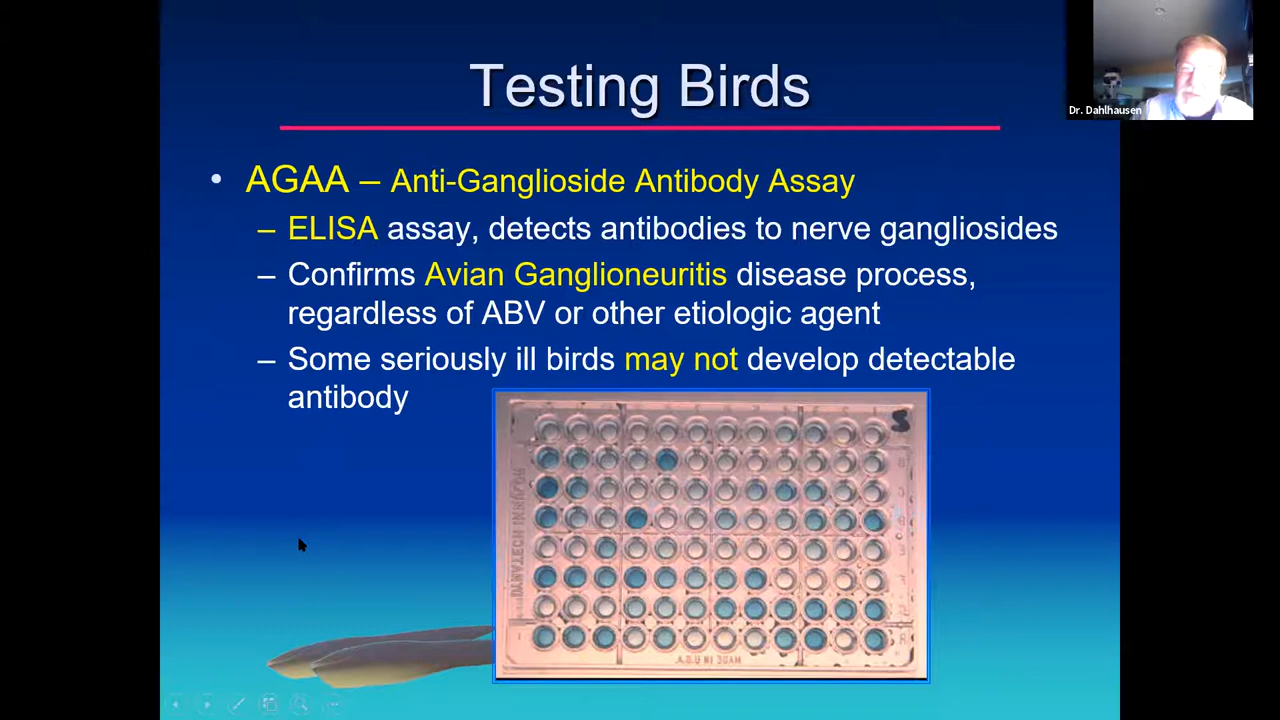 Testing Birds
Dr. Dahlhausen
• AGAA – Anti-Ganglioside Antibody Assay
– ELISA assay, detects antibodies to nerve gangliosides
– Confirms Avian Ganglioneuritis disease process,
regardless of ABV or other etiologic agent
– Some seriously ill birds may not develop detectable
antibody
S